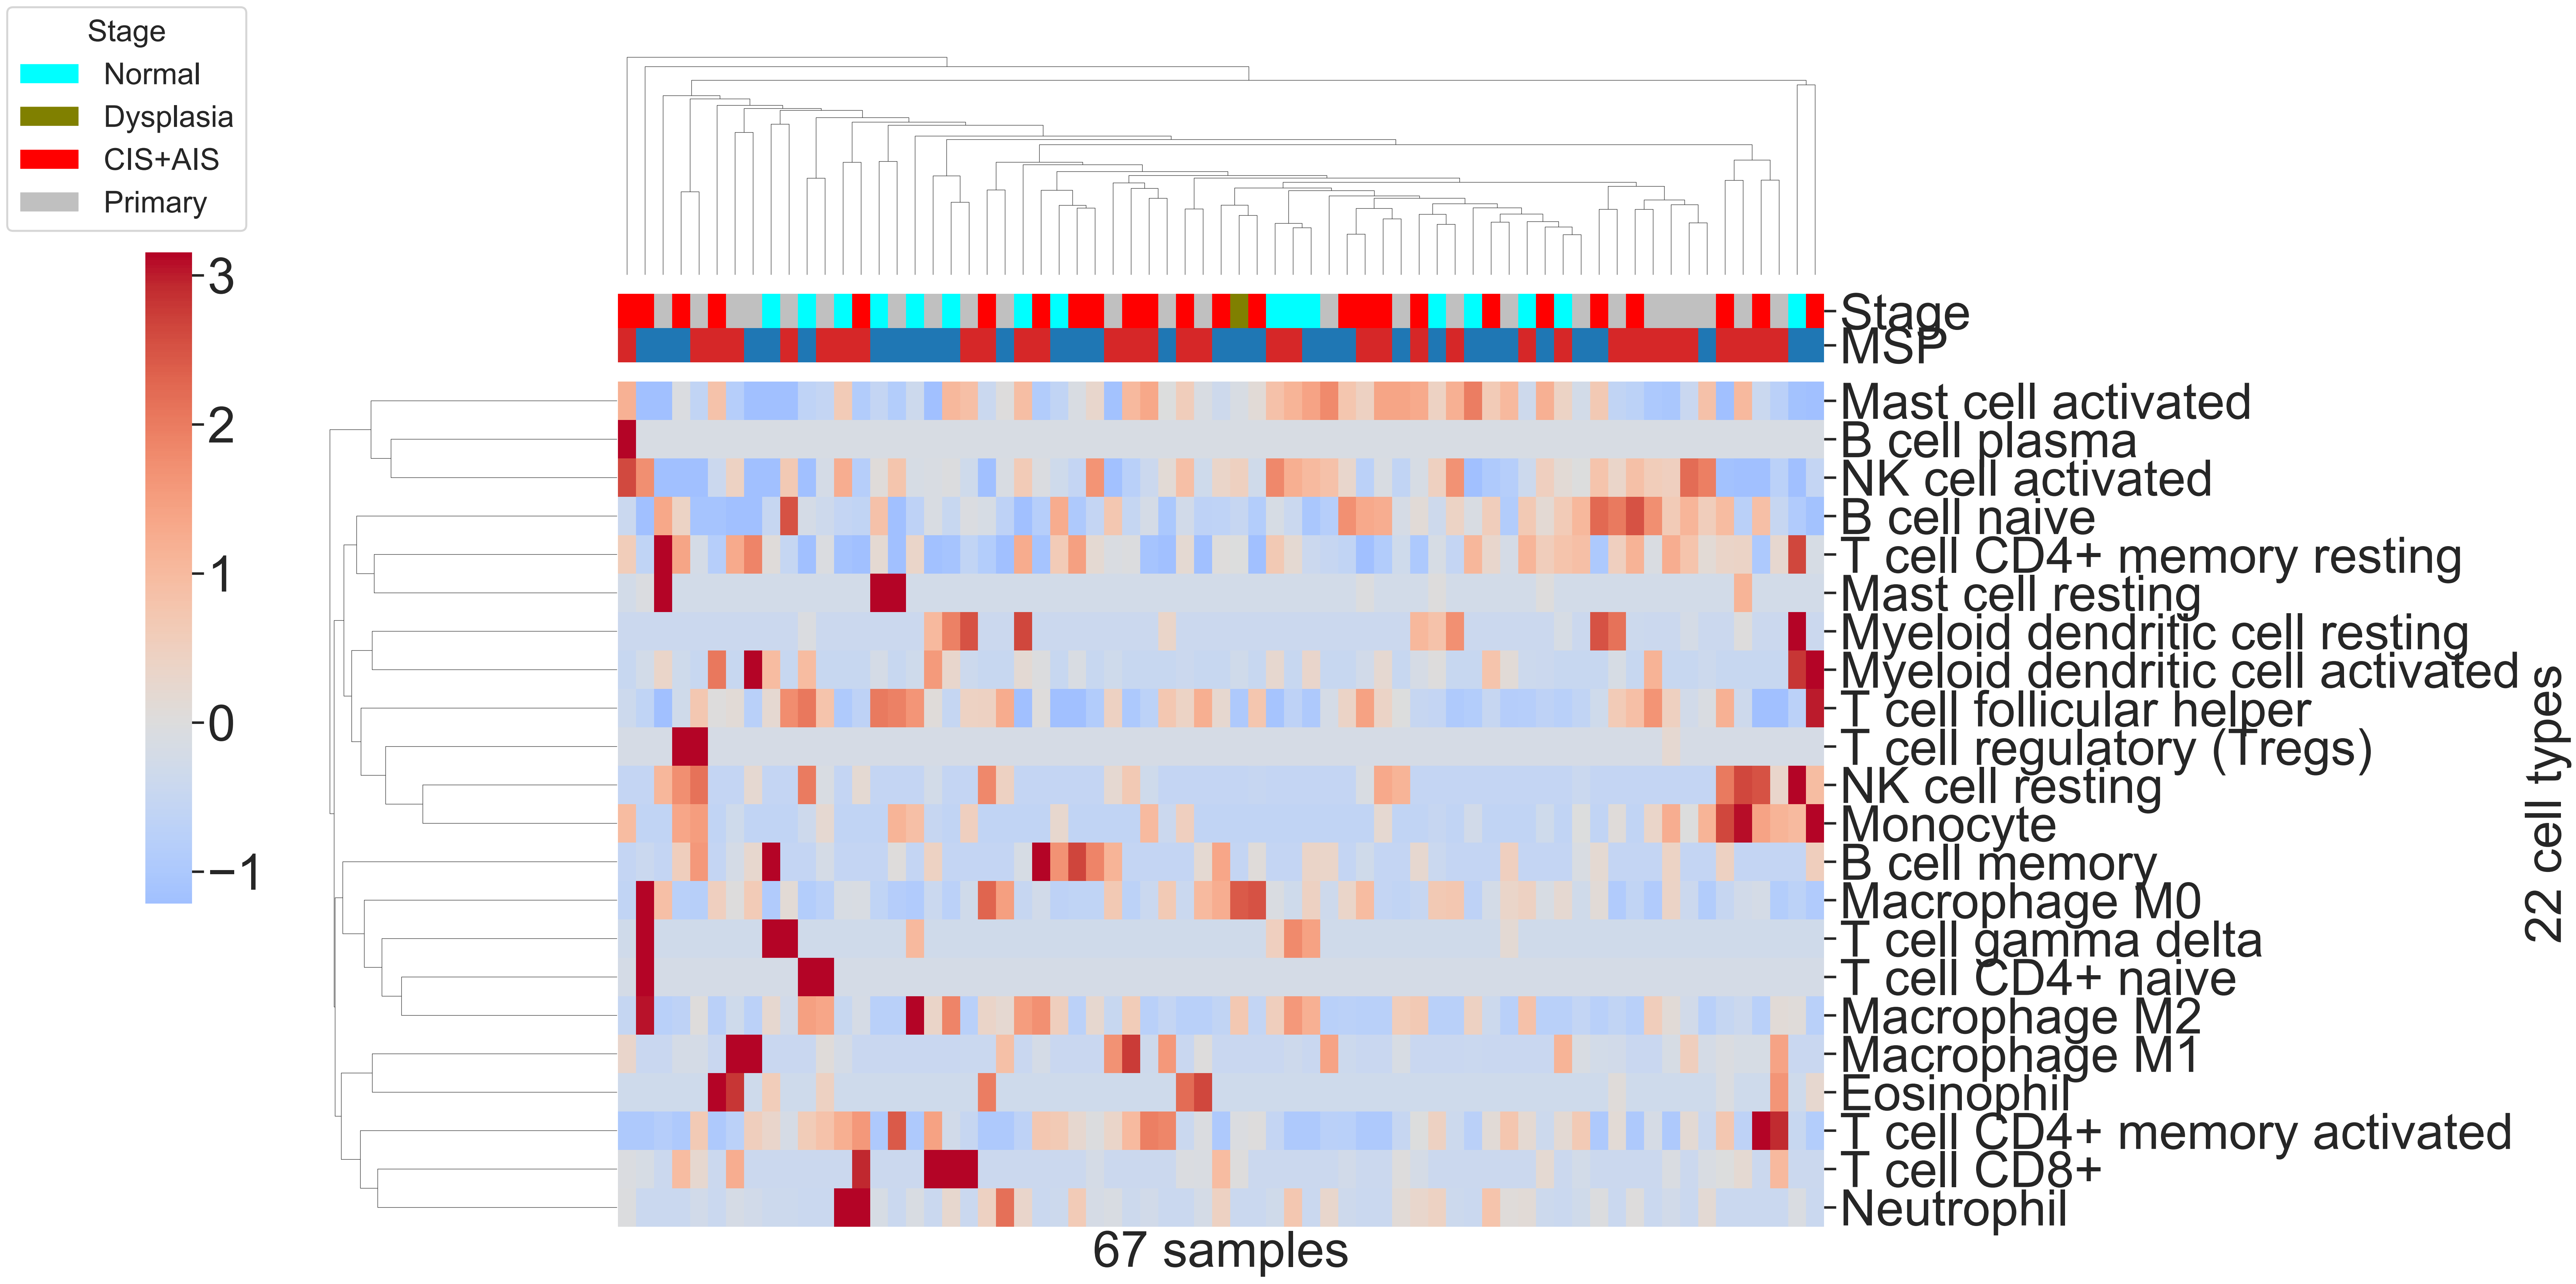 Stage
Normal
Dysplasia
CIS+AIS
Primary
3
2
1
0
−1
Stage
MSP
Mast cell activated
B cell plasma
NK cell activated
B cell naive
T cell CD4+ memory resting
Mast cell resting
Myeloid dendritic cell resting
Myeloid dendritic cell activated
T cell follicular helper
T cell regulatory (Tregs)
NK cell resting
Monocyte
B cell memory
Macrophage M0
T cell gamma delta
T cell CD4+ naive
Macrophage M2
Macrophage M1
Eosinophil
T cell CD4+ memory activated
T cell CD8+
Neutrophil
22 cell types
67 samples